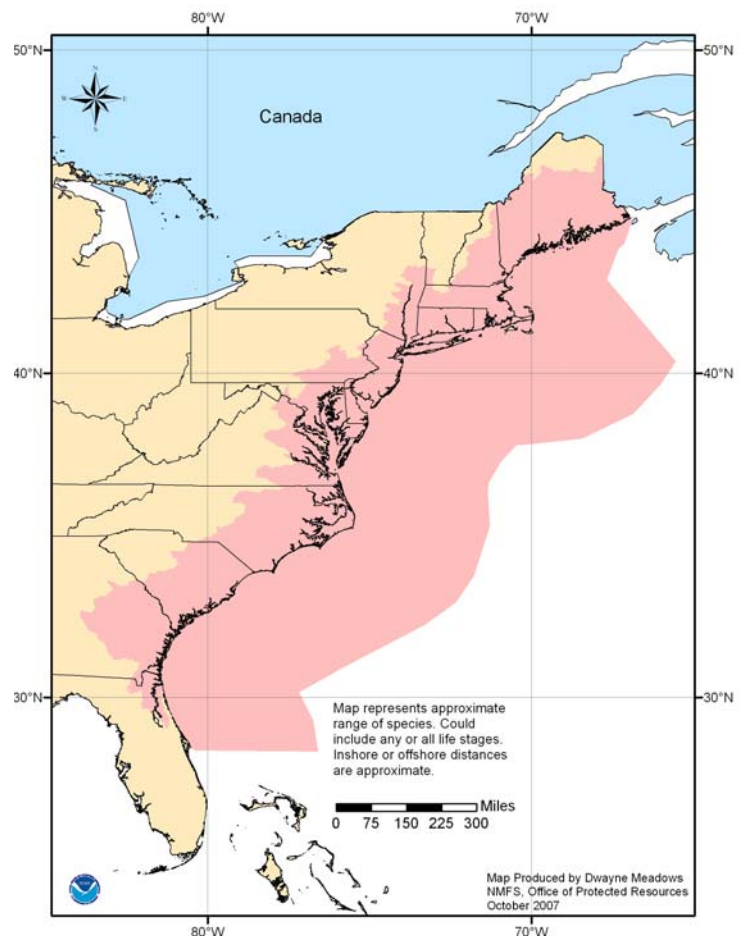 80°W
70°W
50°N
50°N
Canada
40°N
40°N
30°N
30°N
Map represents approximate
range of species. Could
include any or all life stages.
Inshore or offshore distances
are approximate.
Miles
0 75 150 225 300
Map Produced by Dwayne Meadows
NMFS, Office of Protected Resources
October 2007
80°W
70°W